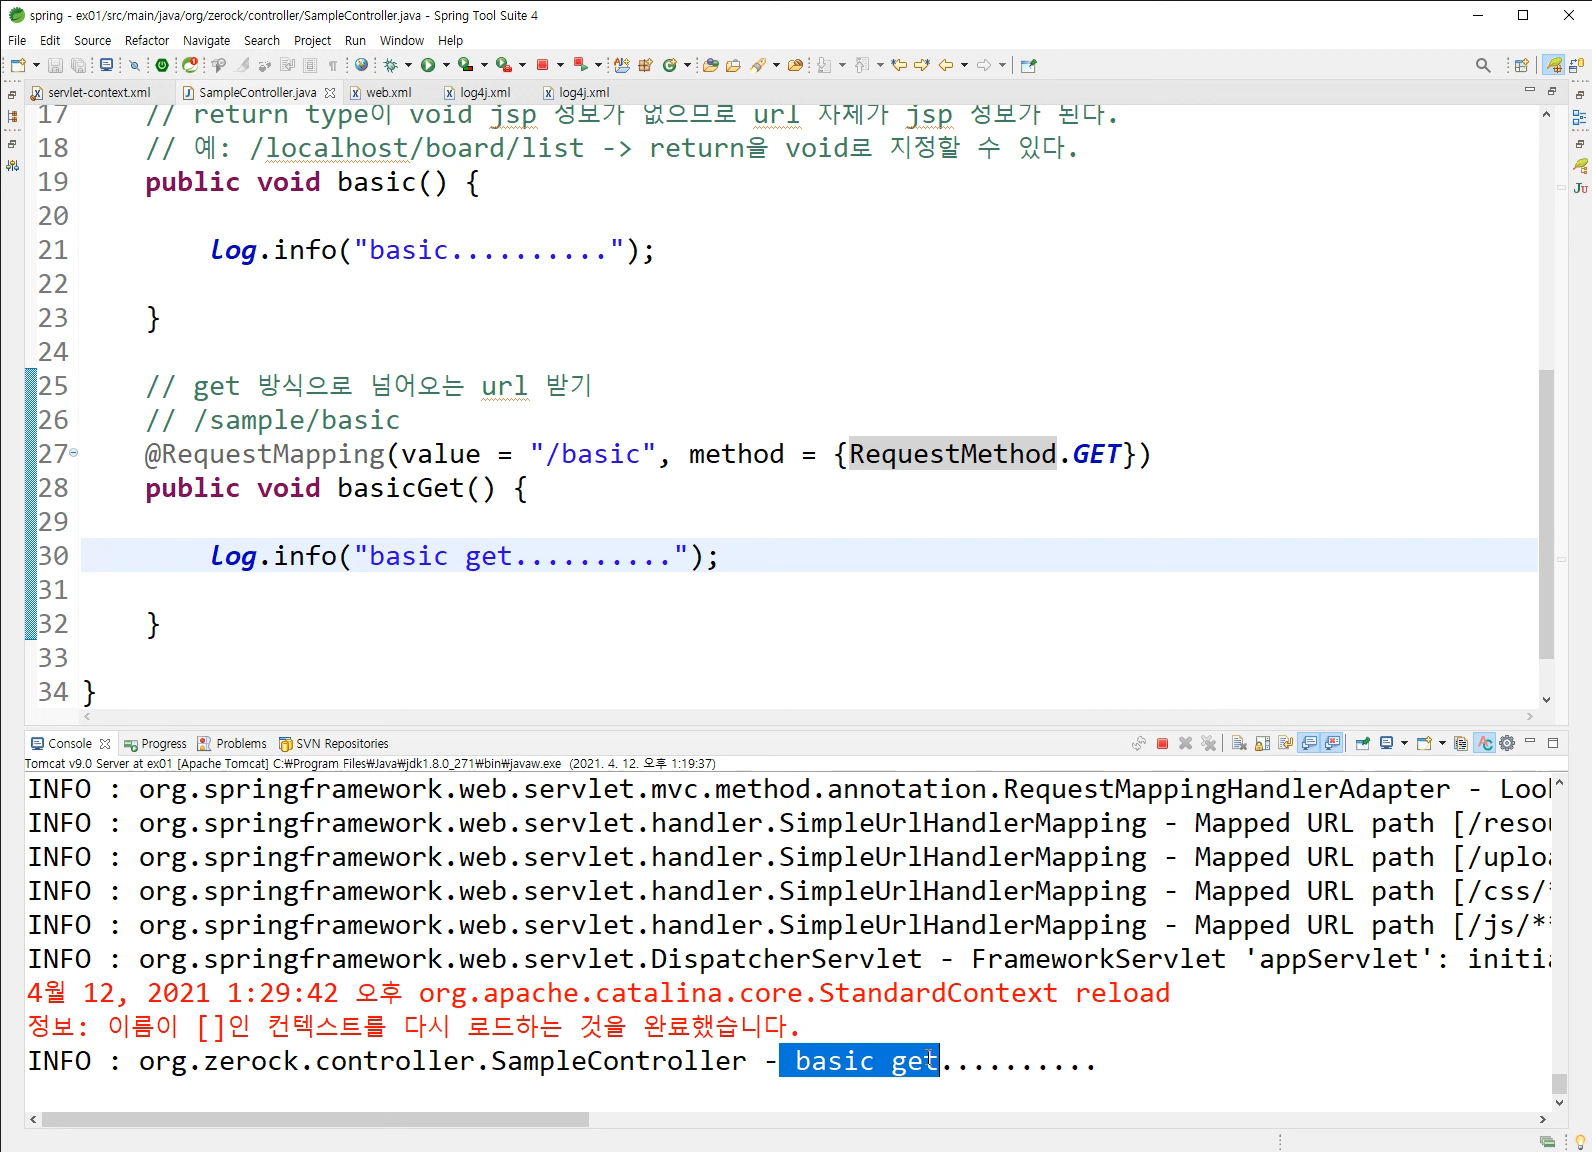 spring - ex01/src/main/java/org/zerock/controller/SampleController.java - Spring Tool Suite 4
File Edit Source Refactor Navigate Search Project Run Window Help
servlet-context.xml SampleController.java web.xml log4j.xml log4j.xml
17 // return type이 void jsp 정보가 없으므로 url 자체가 jsp 정보가 된다.
18 // 예: /localhost/board/list -> return을 void로 지정할 수 있다.
19 public void basic() {
20
21 log.info("basic..........");
22
23 }
24
25 // get 방식으로 넘어오는 url 받기
26 // /sample/basic
27 @RequestMapping(value = "/basic", method = {RequestMethod.GET})
28 public void basicGet() {
29
30 log.info("basic get..........");
31
32 }
33
34 }
Console Progress Problems SVN Repositories
Tomcat v9.0 Server at ex01 [Apache Tomcat] C:₩Program Files₩Java₩jdk1.8.0_271₩bin₩javaw.exe (2021. 4. 12. 오후 1:19:37)
INFO : org.springframework.web.servlet.mvc.method.annotation.RequestMappingHandlerAdapter - Look
INFO : org.springframework.web.servlet.handler.SimpleUrlHandlerMapping - Mapped URL path [/resou
INFO : org.springframework.web.servlet.handler.SimpleUrlHandlerMapping - Mapped URL path [/uploa
INFO : org.springframework.web.servlet.handler.SimpleUrlHandlerMapping - Mapped URL path [/css/*
INFO : org.springframework.web.servlet.handler.SimpleUrlHandlerMapping - Mapped URL path [/js/**
INFO : org.springframework.web.servlet.DispatcherServlet - FrameworkServlet 'appServlet': initia
4월 12, 2021 1:29:42 오후 org.apache.catalina.core.StandardContext reload
정보: 이름이 []인 컨텍스트를 다시 로드하는 것을 완료했습니다.
INFO : org.zerock.controller.SampleController - basic get..........